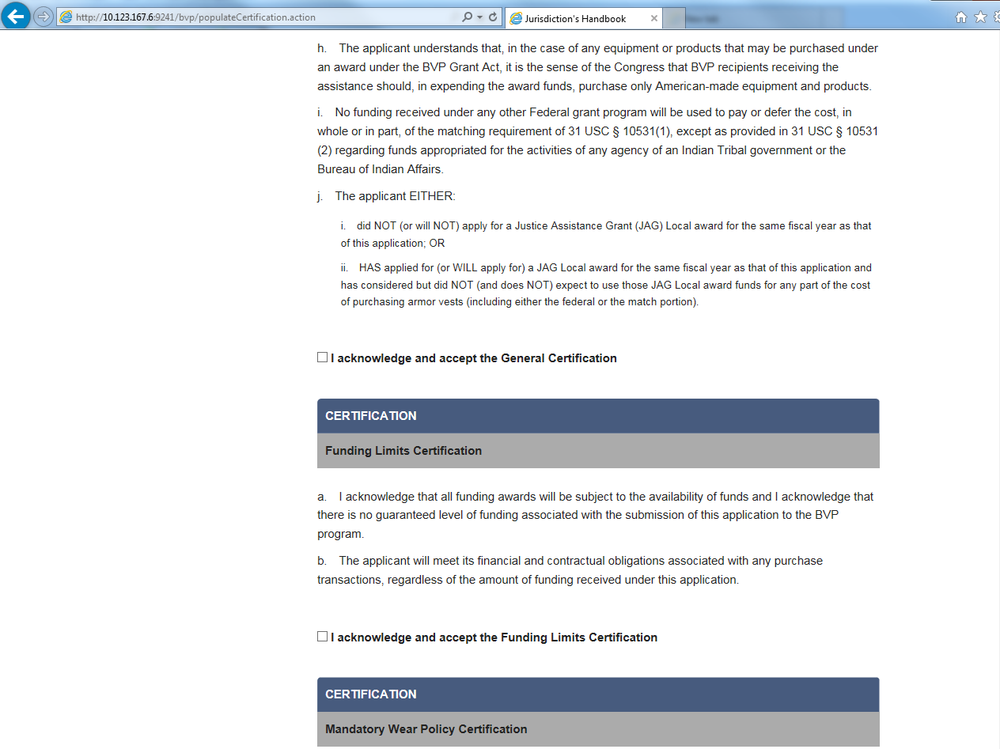 http://10.123.167.6:9241/bvp/populateCertification.action
Jurisdiction's Handbook
h. The applicant understands that, in the case of any equipment or products that may be purchased under
an award under the BVP Grant Act, it is the sense of the Congress that BVP recipients receiving the
assistance should, in expending the award funds, purchase only American-made equipment and products.
i. No funding received under any other Federal grant program will be used to pay or defer the cost, in
whole or in part, of the matching requirement of 31 USC § 10531(1), except as provided in 31 USC § 10531
(2) regarding funds appropriated for the activities of any agency of an Indian Tribal government or the
Bureau of Indian Affairs.
j. The applicant EITHER:
i. did NOT (or will NOT) apply for a Justice Assistance Grant (JAG) Local award for the same fiscal year as that
of this application; OR
ii. HAS applied for (or WILL apply for) a JAG Local award for the same fiscal year as that of this application and
has considered but did NOT (and does NOT) expect to use those JAG Local award funds for any part of the cost
of purchasing armor vests (including either the federal or the match portion).
I acknowledge and accept the General Certification
CERTIFICATION
Funding Limits Certification
a. I acknowledge that all funding awards will be subject to the availability of funds and I acknowledge that
there is no guaranteed level of funding associated with the submission of this application to the BVP
program.
b. The applicant will meet its financial and contractual obligations associated with any purchase
transactions, regardless of the amount of funding received under this application.
I acknowledge and accept the Funding Limits Certification
CERTIFICATION
Mandatory Wear Policy Certification